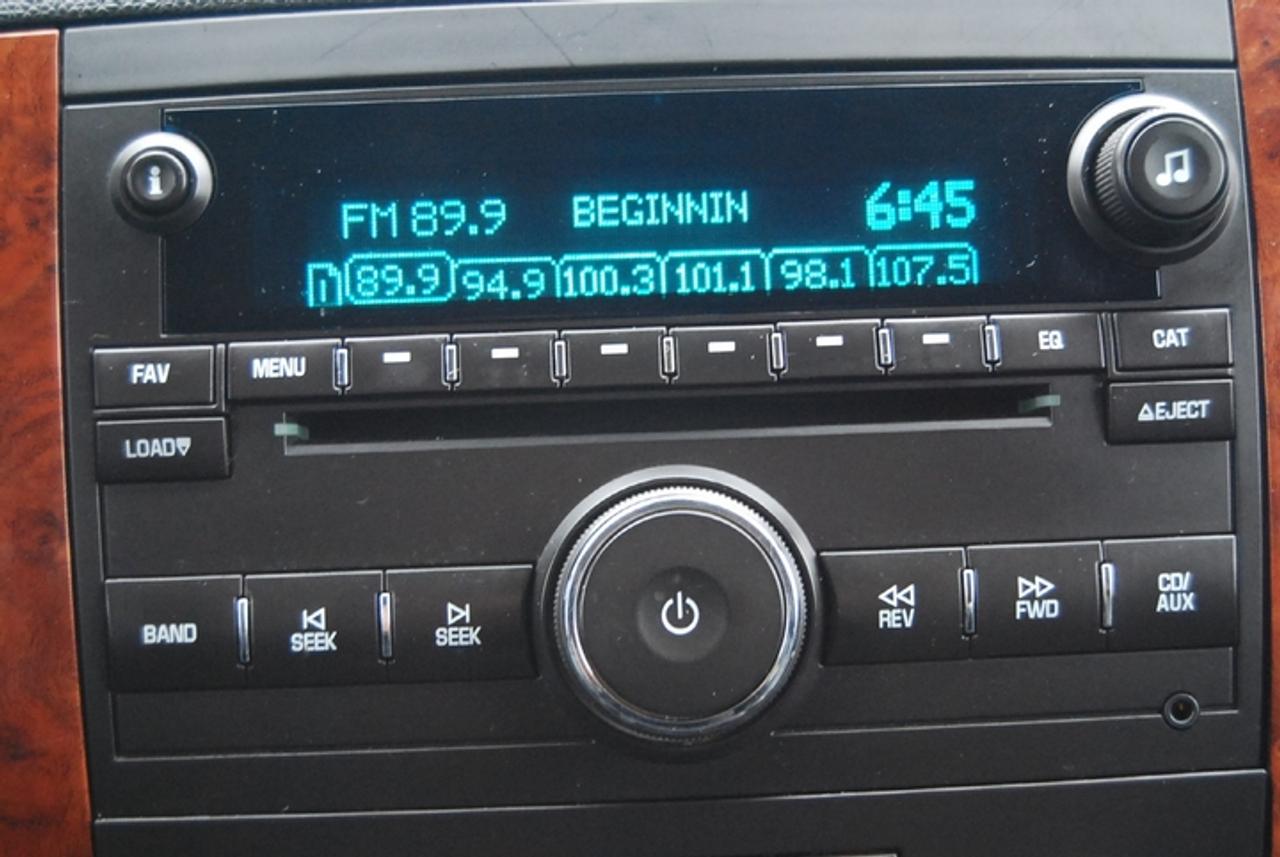 i
FM 89.9 BEGINNIN 6:45
89.9 94.9 100.3 101.1 98.1 107.5
FAV MENU EQ CAT
LOAD EJECT
BAND SEEK SEEK REV FWD CD/
AUX